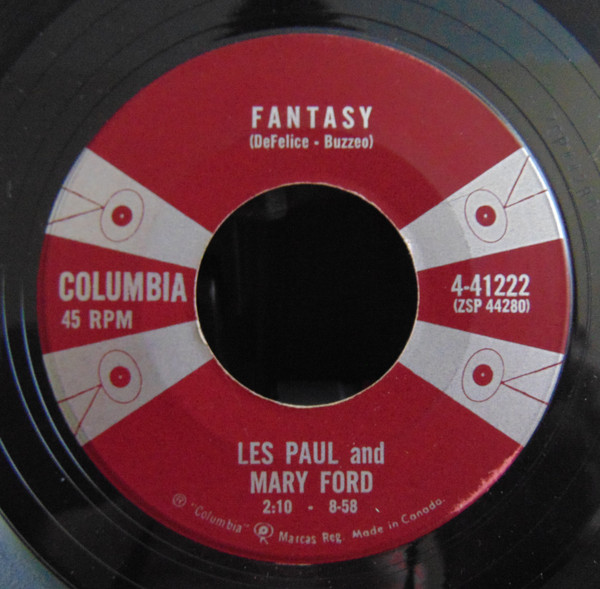 FANTASY
(DeFelice - Buzzeo)
COLUMBIA
45 RPM
4-41222
(ZSP 44280)
LES PAUL and
MARY FORD
2:10 - 8-58
® "Columbia" Marcas Reg. Made in Canada.